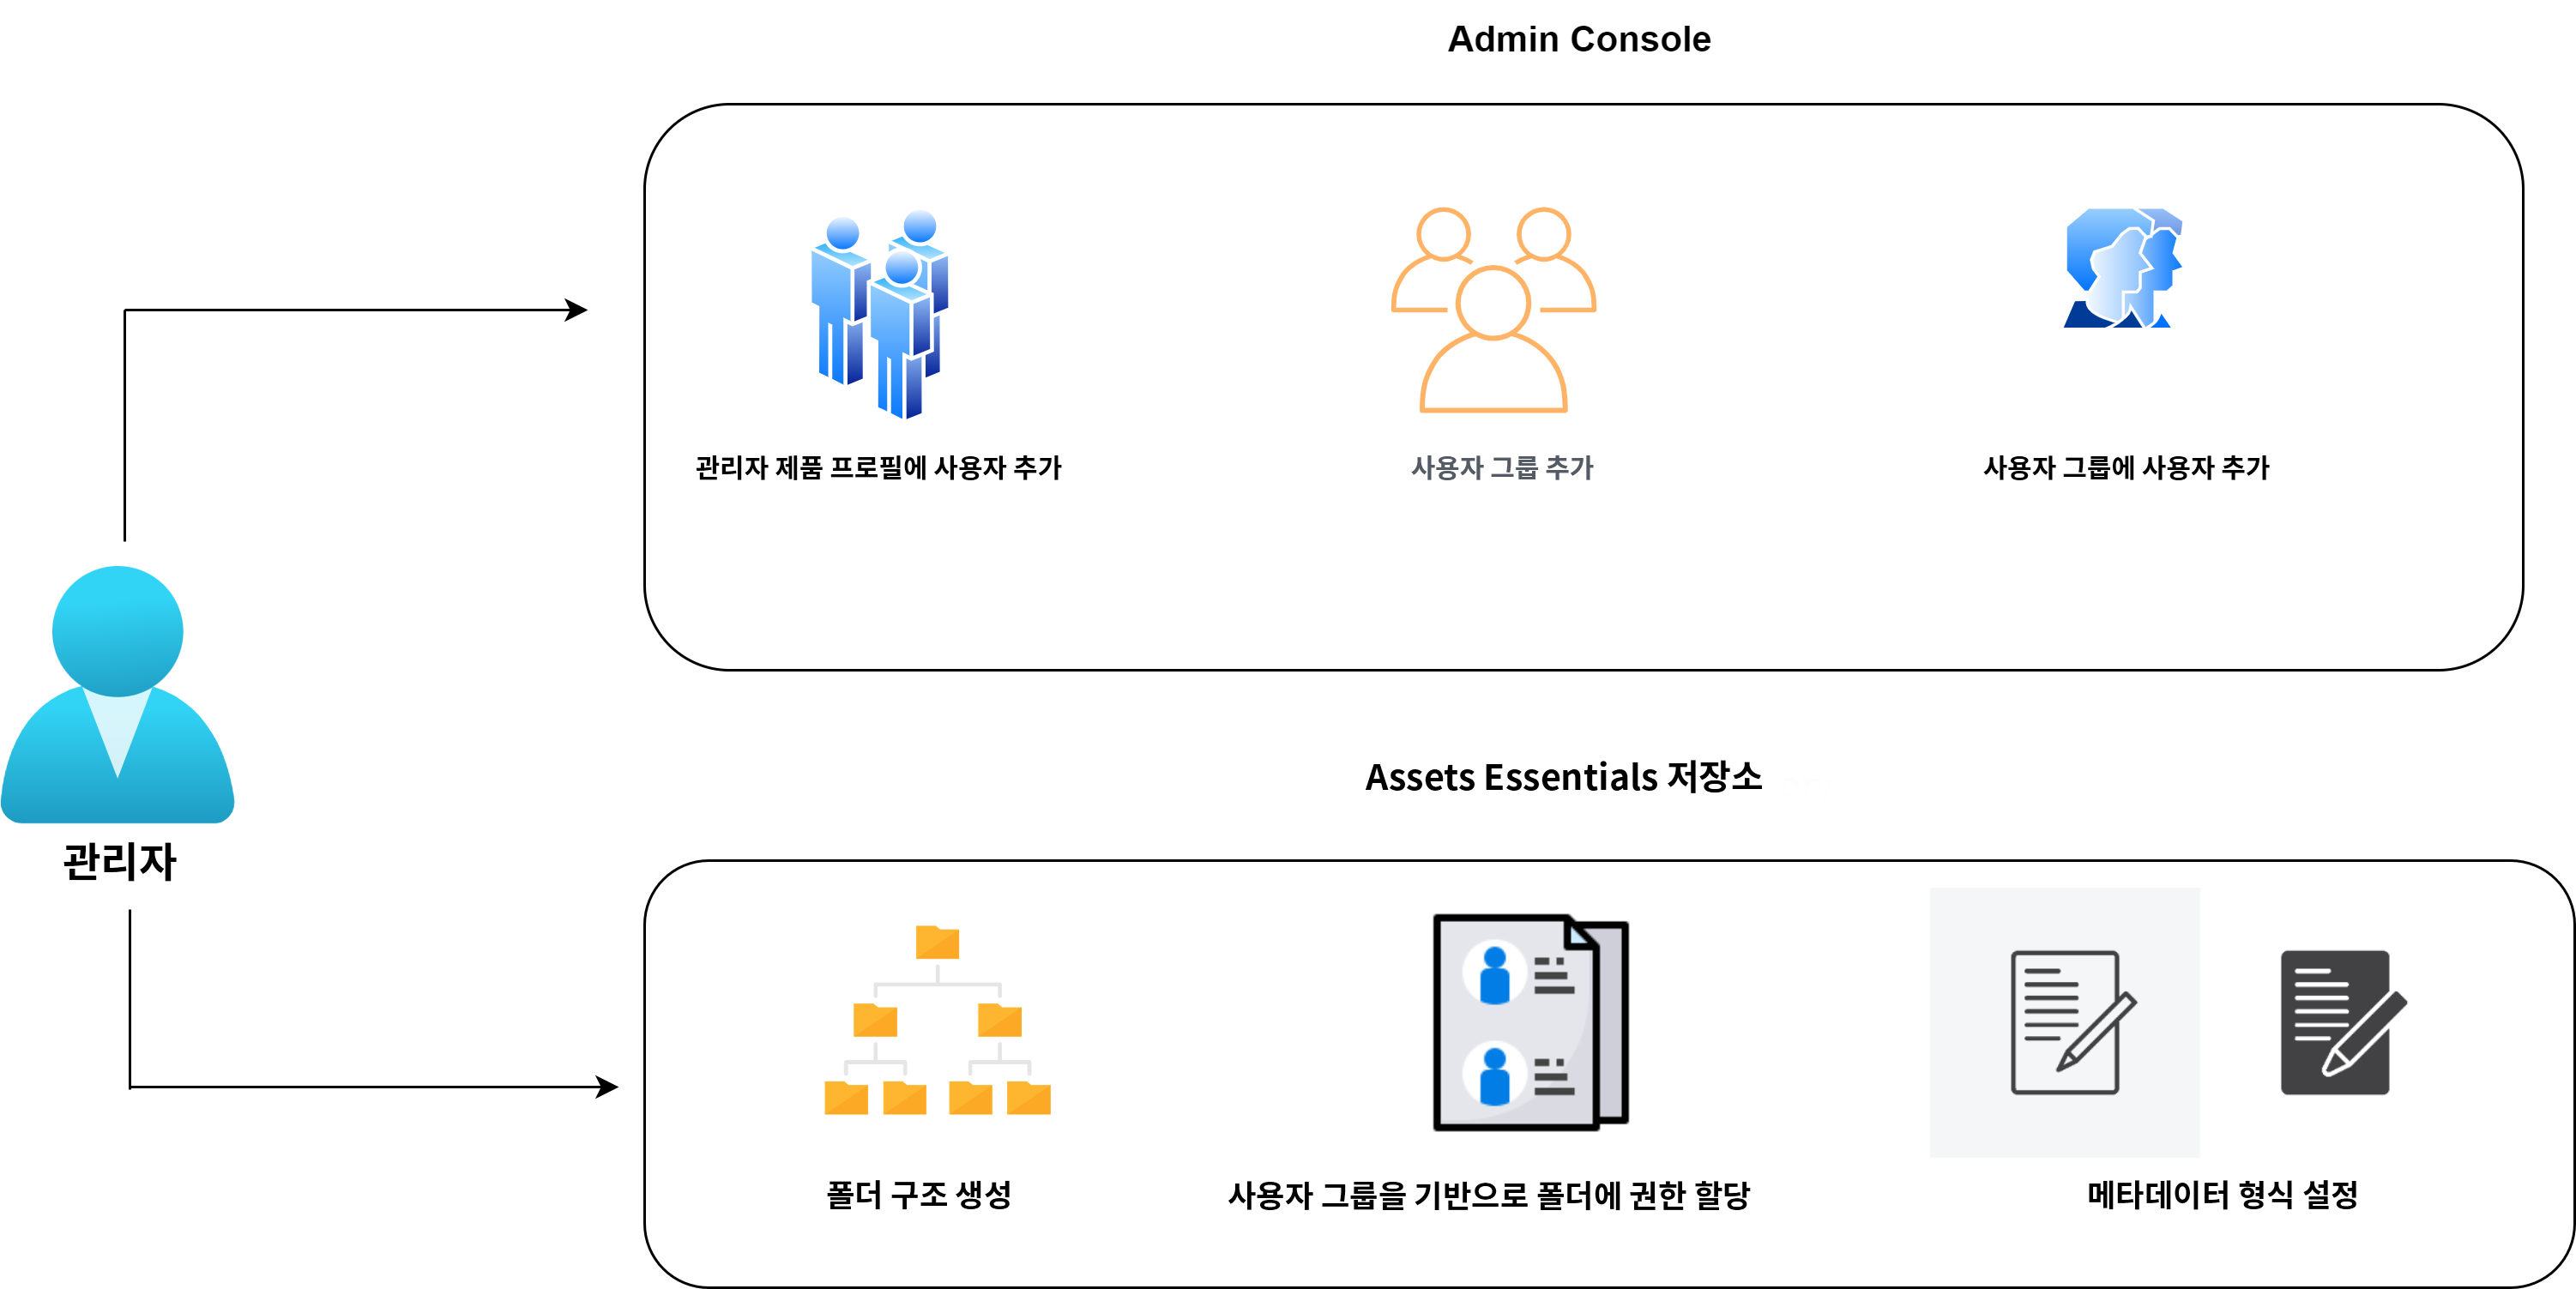 Admin Console
관리자 제품 프로필에 사용자 추가
사용자 그룹 추가
사용자 그룹에 사용자 추가
관리자
Assets Essentials 저장소
폴더 구조 생성
사용자 그룹을 기반으로 폴더에 권한 할당
메타데이터 형식 설정